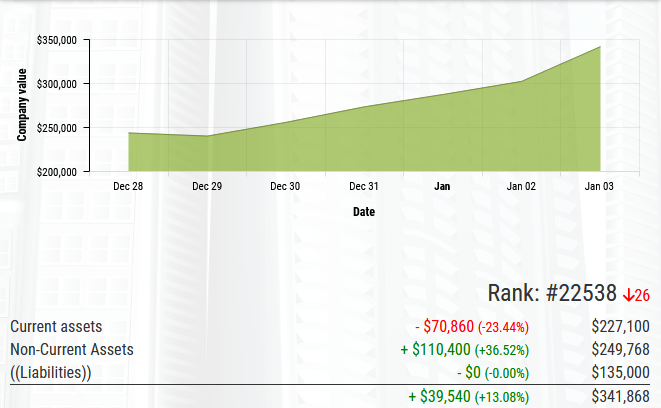 $350,000
$300,000
$250,000
$200,000
Company value
Dec 28 Dec 29 Dec 30 Dec 31 Jan Jan 02 Jan 03
Date
Rank: #22538 ↓26
Current assets - $70,860 (-23.44%) $227,100
Non-Current Assets + $110,400 (+36.52%) $249,768
((Liabilities)) - $0 (-0.00%) $135,000
+ $39,540 (+13.08%) $341,868